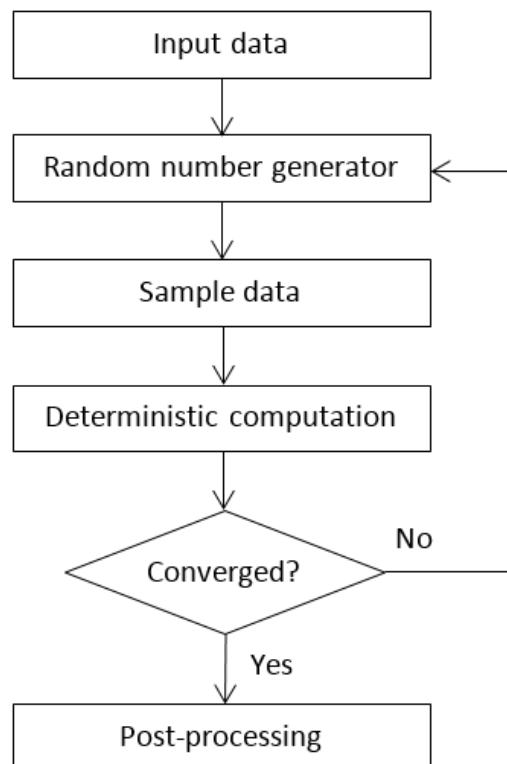 Input data
Random number generator
Sample data
Deterministic computation
Converged?
No
Yes
Post-processing